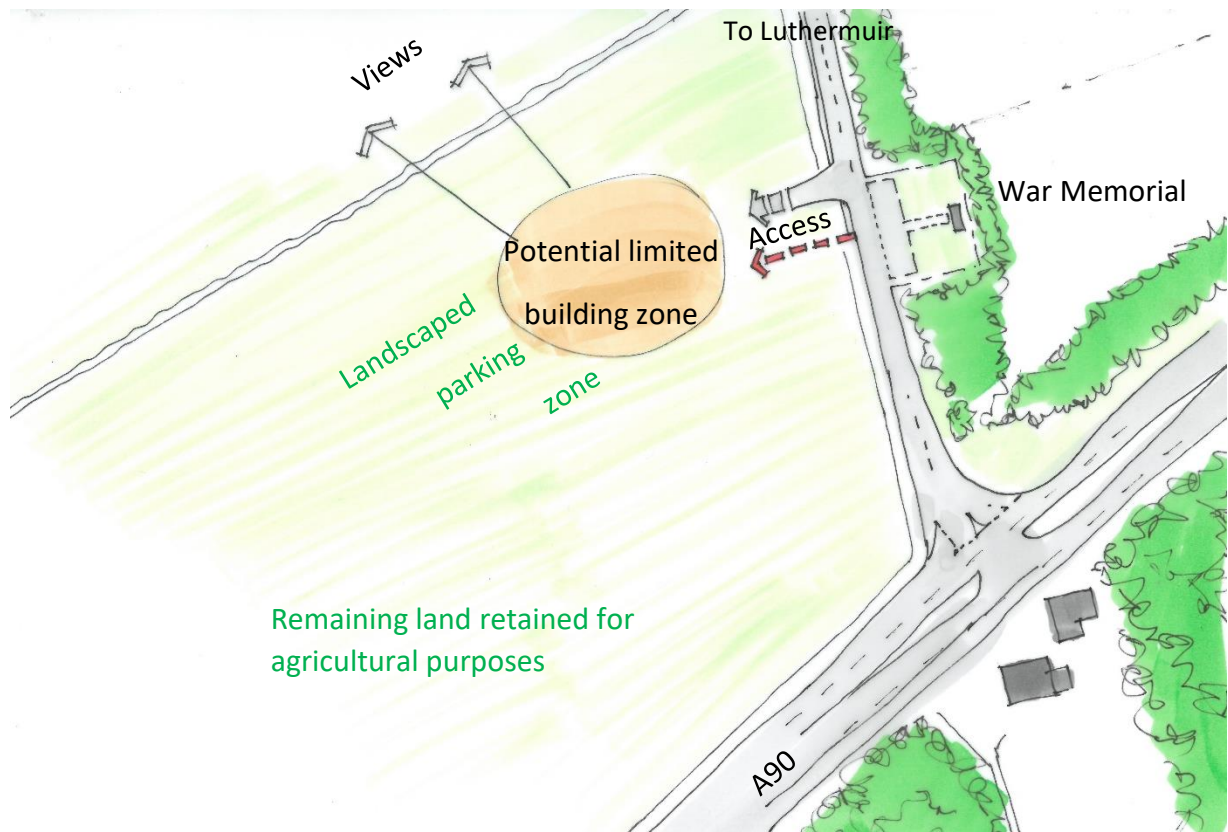 To Luthermuir
Views
War Memorial
Access
Potential limited
building zone
Landscaped
parking
zone
Remaining land retained for
agricultural purposes
A90